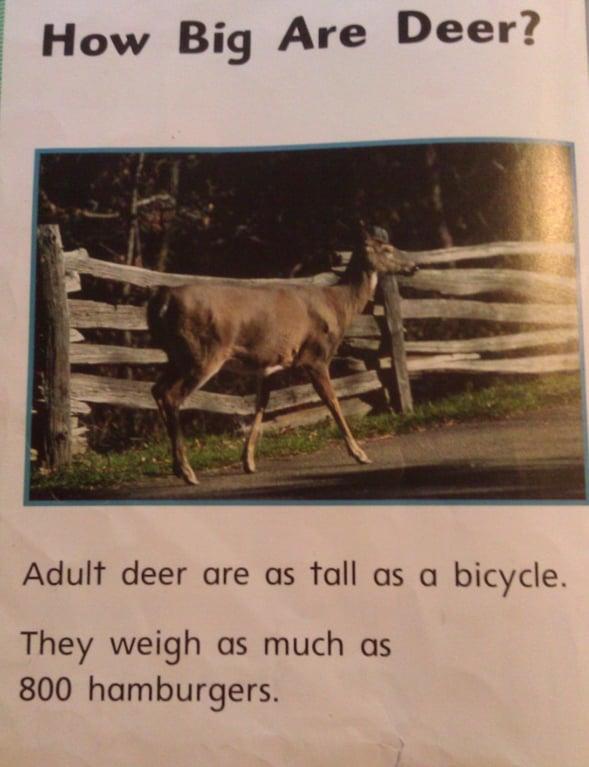 How Big Are Deer?
Adult deer are as tall as a bicycle.
They weigh as much as
800 hamburgers.